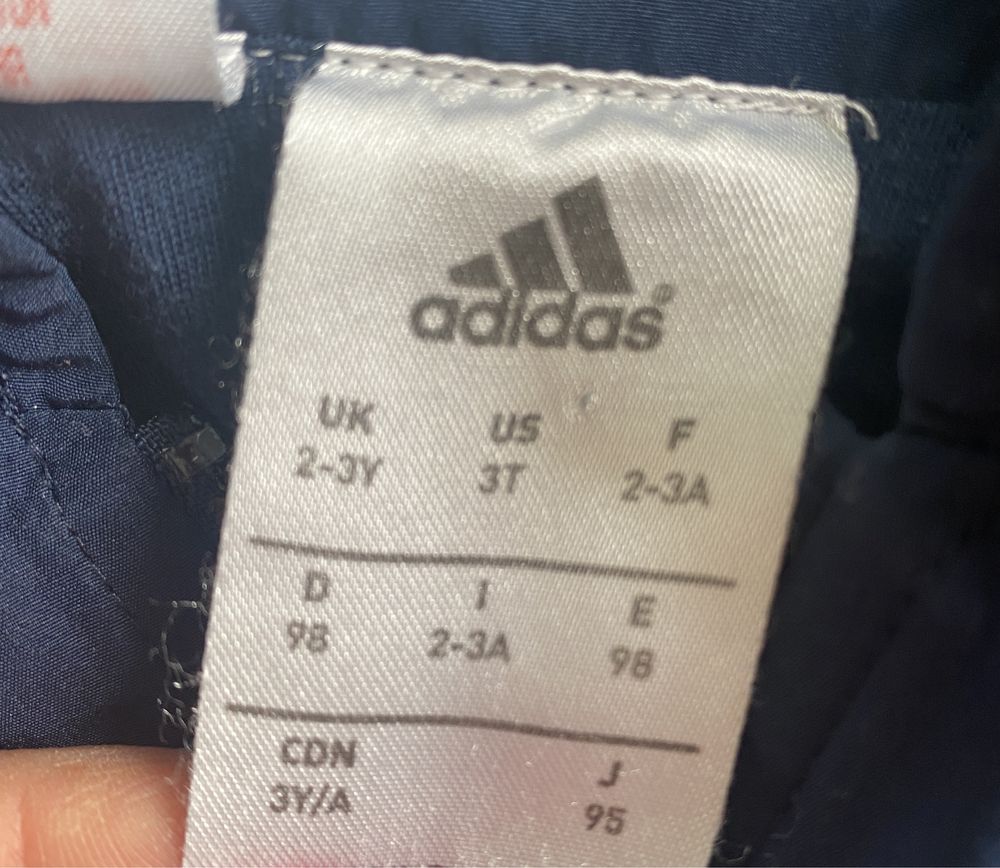 adidas®
UK US F
2-3Y 3T 2-3A
D I E
98 2-3A 98
CDN J
3Y/A 95